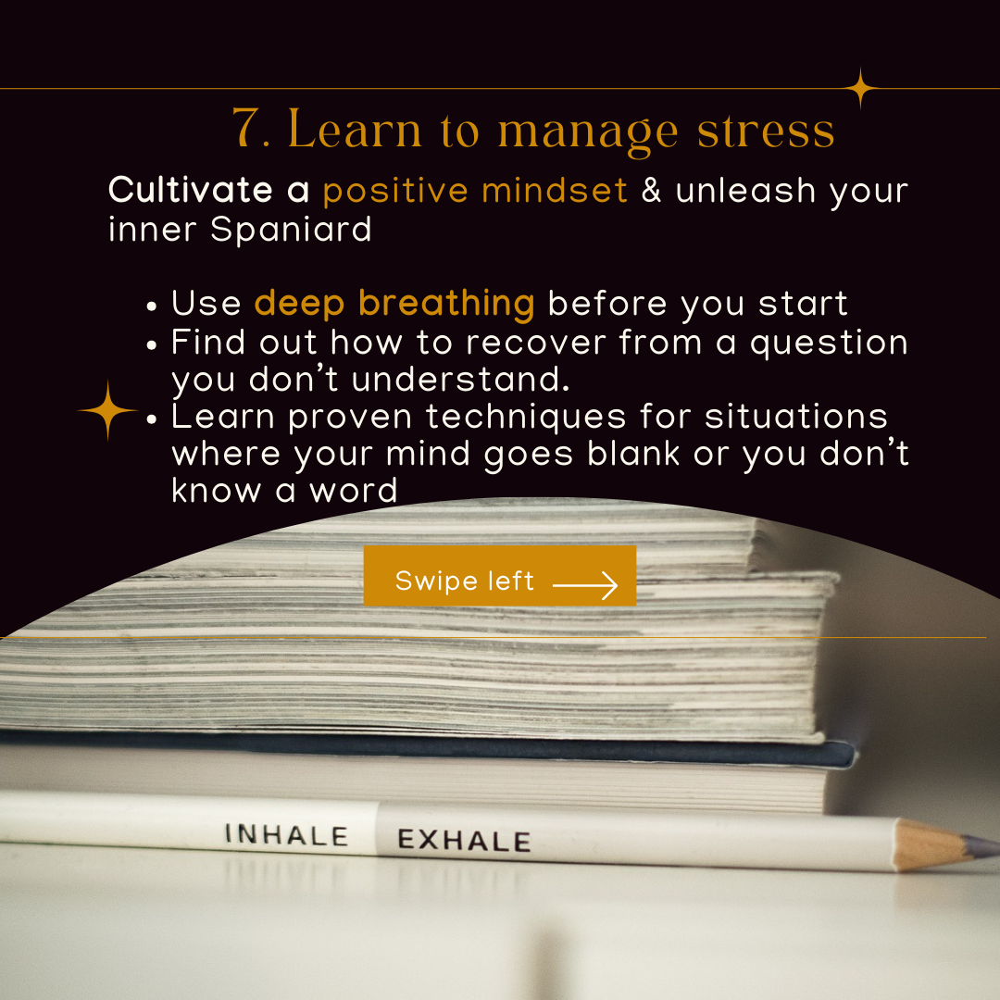 7. Learn to manage stress
Cultivate a positive mindset & unleash your
inner Spaniard
• Use deep breathing before you start
• Find out how to recover from a question
you don’t understand.
• Learn proven techniques for situations
where your mind goes blank or you don’t
know a word
Swipe left
INHALE EXHALE